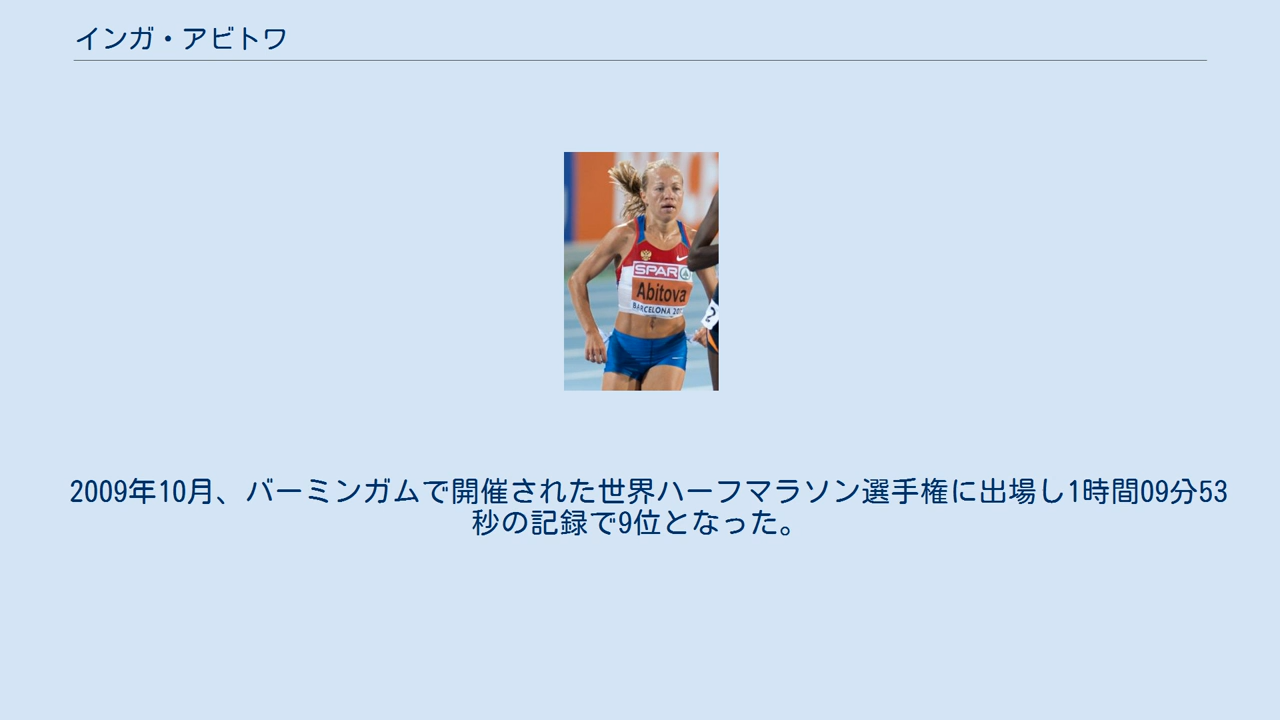 インガ・アビトワ
SPAR
Abitova
BARCELONA 20
2
2009年10月、バーミンガムで開催された世界ハーフマラソン選手権に出場し1時間09分53
秒の記録で9位となった。